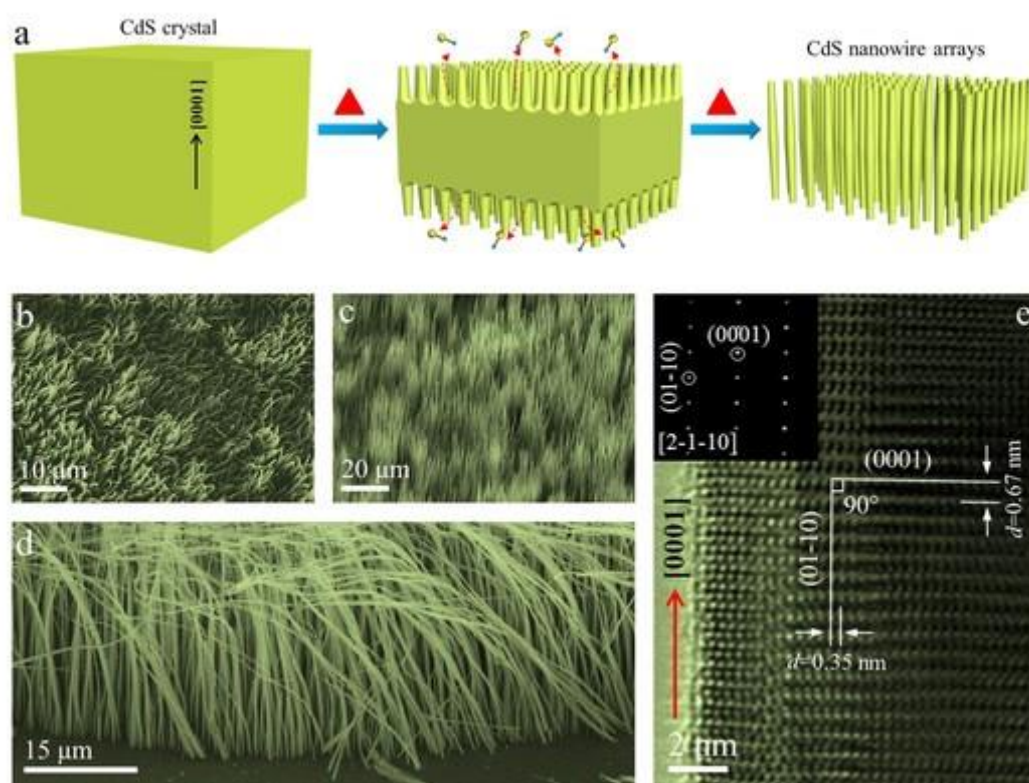 a
CdS crystal
[0001]
CdS nanowire arrays
b
10 μm
c
20 μm
d
15 μm
e
(0001)
(01-10)
[2-1-10]
(0001)
90°
(01-10)
d=0.67 nm
d=0.35 nm
[0001]
2 nm